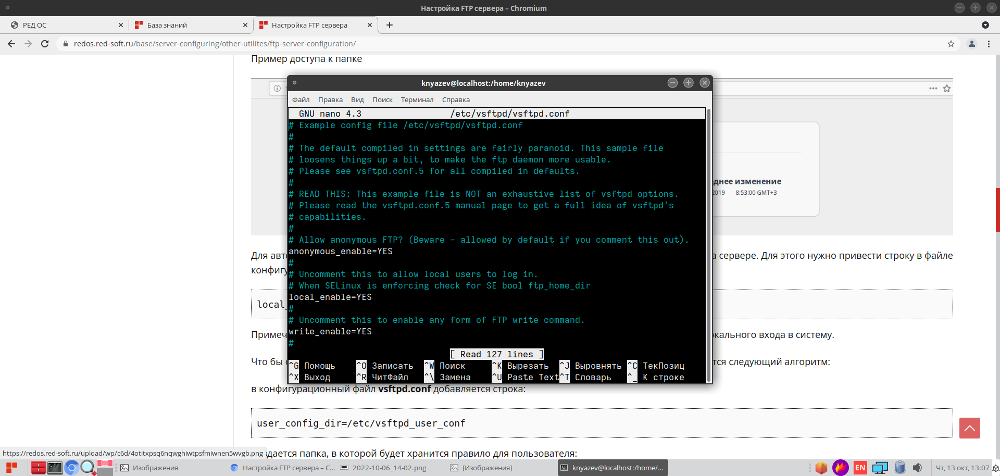 Настройка FTP сервера – Chromium
РЕД ОС
База знаний
Настройка FTP сервера
redos.red-soft.ru/base/server-configuring/other-utilites/ftp-server-configuration/
Пример доступа к папке
knyazev@localhost:/home/knyazev
Файл Правка Вид Поиск Терминал Справка
GNU nano 4.3 /etc/vsftpd/vsftpd.conf
# Example config file /etc/vsftpd/vsftpd.conf
#
# The default compiled in settings are fairly paranoid. This sample file
# loosens things up a bit, to make the ftp daemon more usable.
# Please see vsftpd.conf.5 for all compiled in defaults.
#
# READ THIS: This example file is NOT an exhaustive list of vsftpd options.
# Please read the vsftpd.conf.5 manual page to get a full idea of vsftpd's
# capabilities.
#
# Allow anonymous FTP? (Beware - allowed by default if you comment this out).
anonymous_enable=YES
#
# Uncomment this to allow local users to log in.
# When SELinux is enforcing check for SE bool ftp_home_dir
local_enable=YES
#
# Uncomment this to enable any form of FTP write command.
write_enable=YES
#
[ Read 127 lines ]
^G Помощь ^O Записать ^W Поиск ^K Вырезать ^J Выровнять ^C ТекПозиц
^X Выход ^R ЧитФайл ^\ Замена ^U Paste Text ^T Словарь ^_ К строке
днее изменение
2019 8:53:00 GMT+3
Для авт
а сервере. Для этого нужно привести строку в файле
конфигу
local_
Примеч
окального входа в систему.
Что бы
тся следующий алгоритм:
в конфигурационный файл vsftpd.conf добавляется строка:
user_config_dir=/etc/vsftpd_user_conf
здается папка, в которой будет хранится правило для пользователя:
https://redos.red-soft.ru/upload/wp/c6d/4otitxpsq6nqwghiwtpsfmiwnen5wvgb.png
Изображения
Настройка FTP сервера – C...
2022-10-06_14-02.png
[Изображения]
knyazev@localhost:/home/...
EN
Чт, 13 окт, 13:07